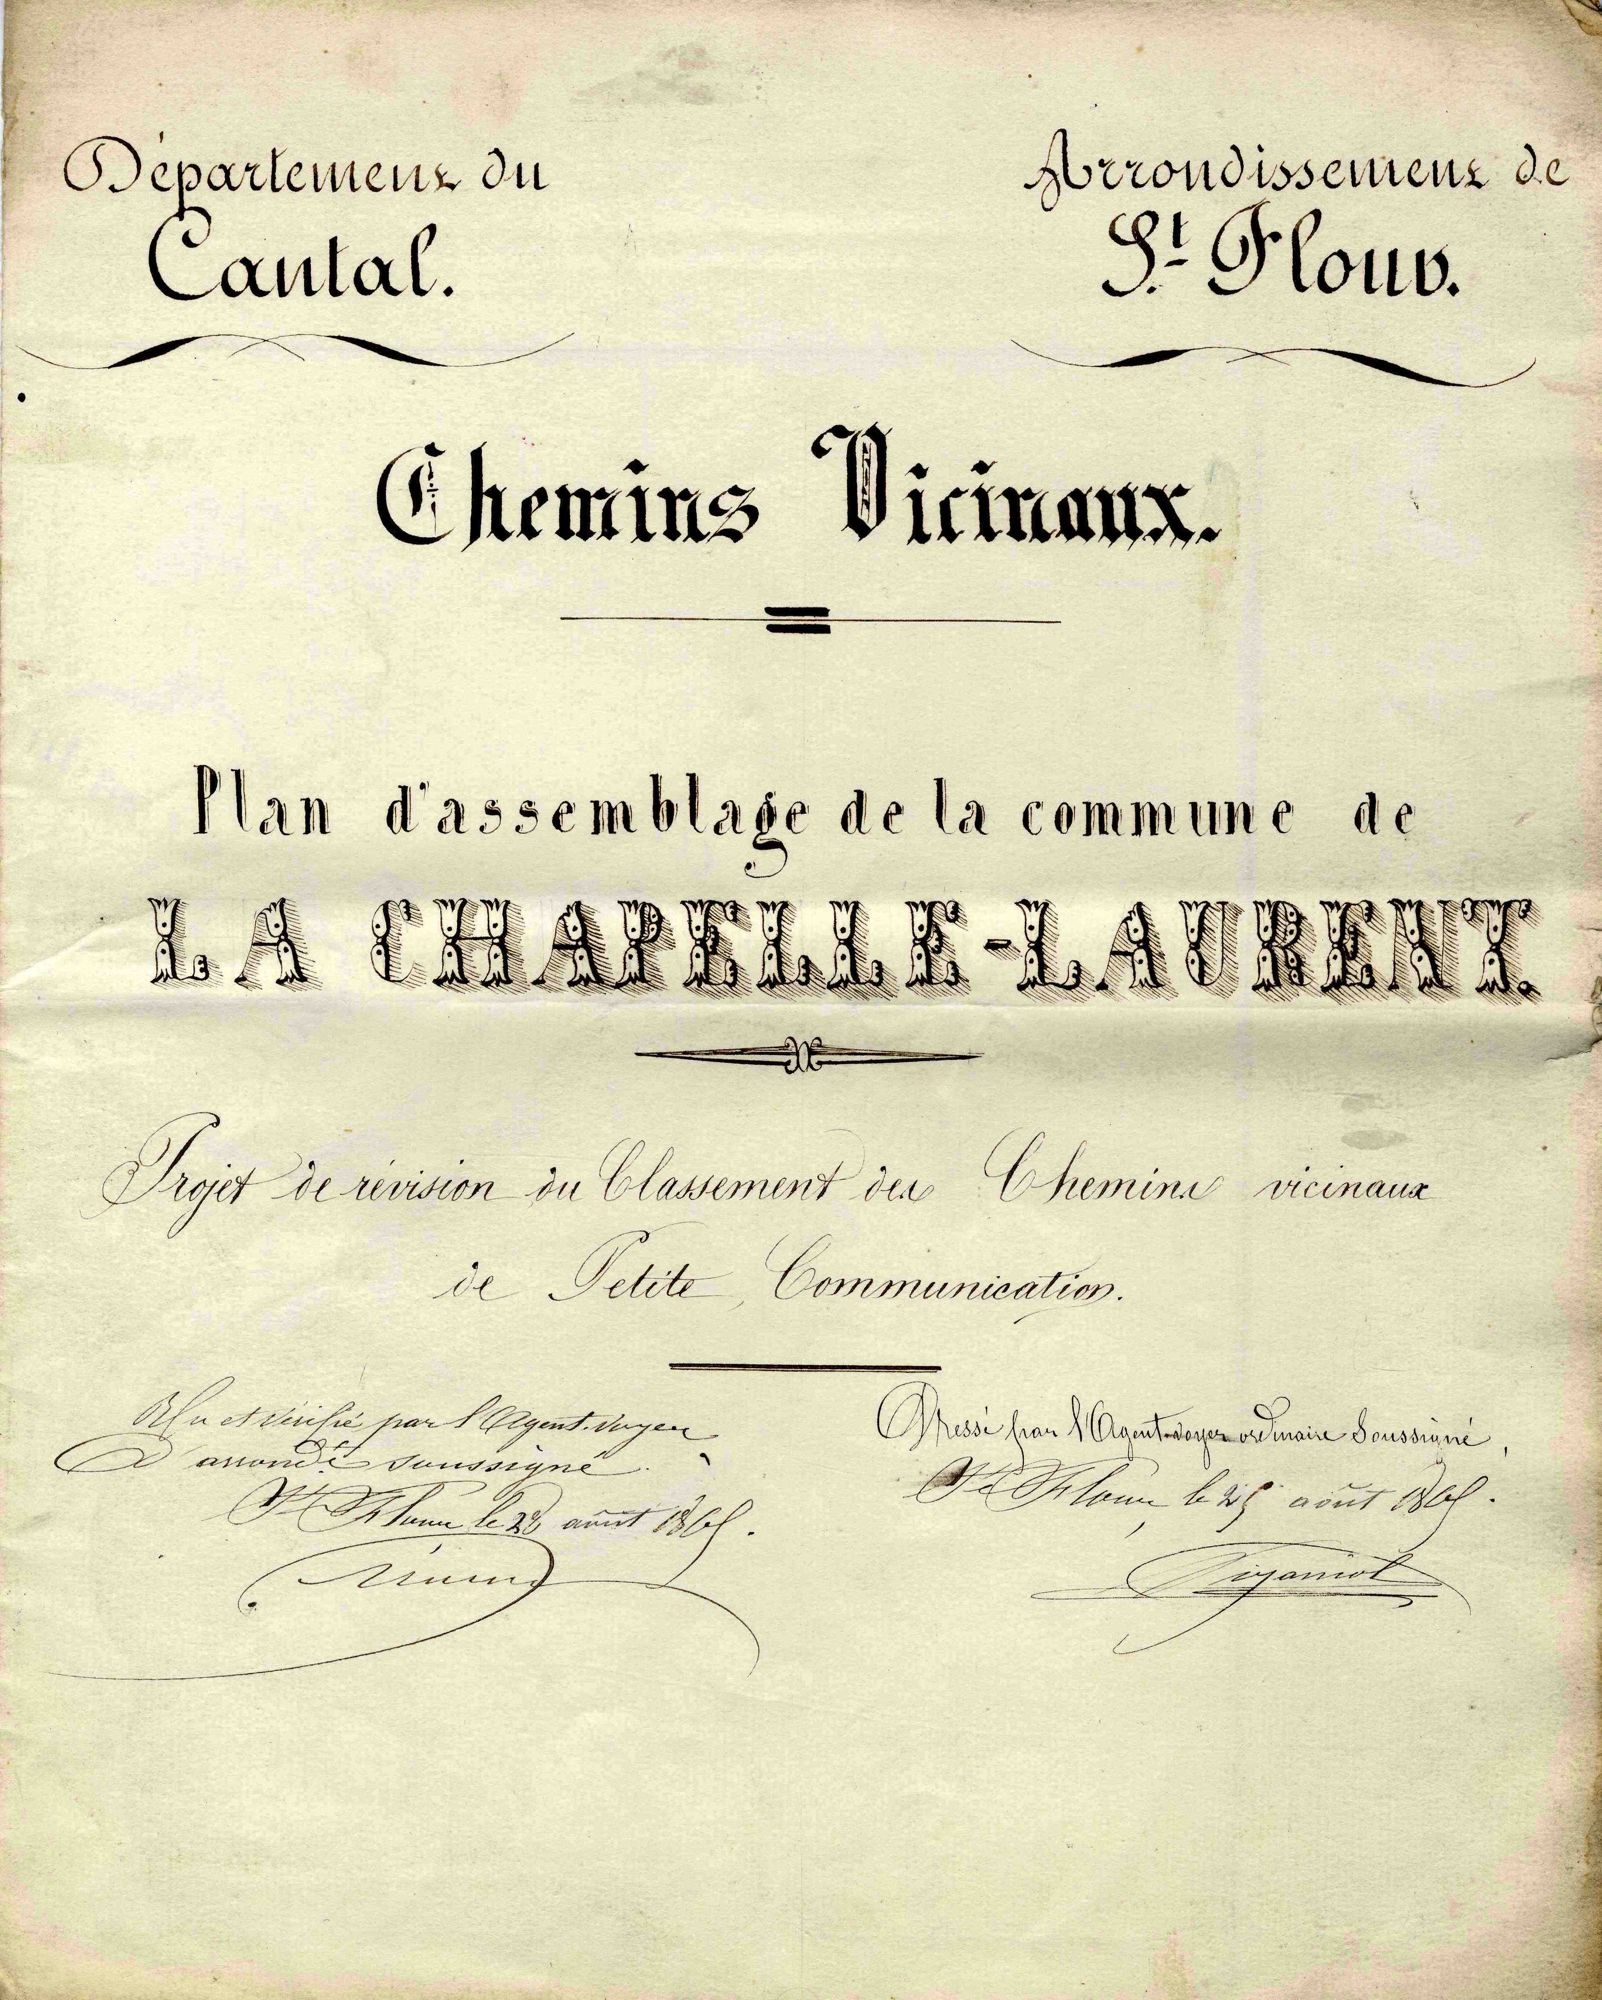 Département du
Cantal.
Arrondissement de
St Flour.
Chemins Vicinaux.
Plan d'assemblage de la commune de
LA CHAPELLE-LAURENT.
Projet de révision du Classement des Chemins vicinaux
de Petite Communication.
Vu et vérifié par l'Agent-voyer
d'arrondt soussigné.
St Flour le 28 août 1865.
Dressé par l'Agent-voyer ordinaire Soussigné,
St Flour le 25 août 1865.